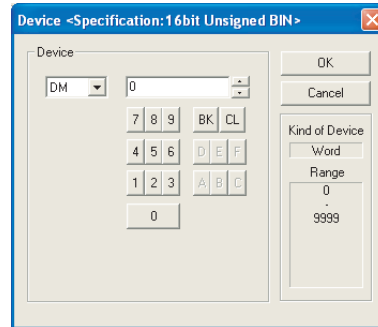 Device <Specification:16bit Unsigned BIN>
Device
DM 0
7 8 9 BK CL
4 5 6 D E F
1 2 3 A B C
0
OK
Cancel
Kind of Device
Word
Range
0
-
9999